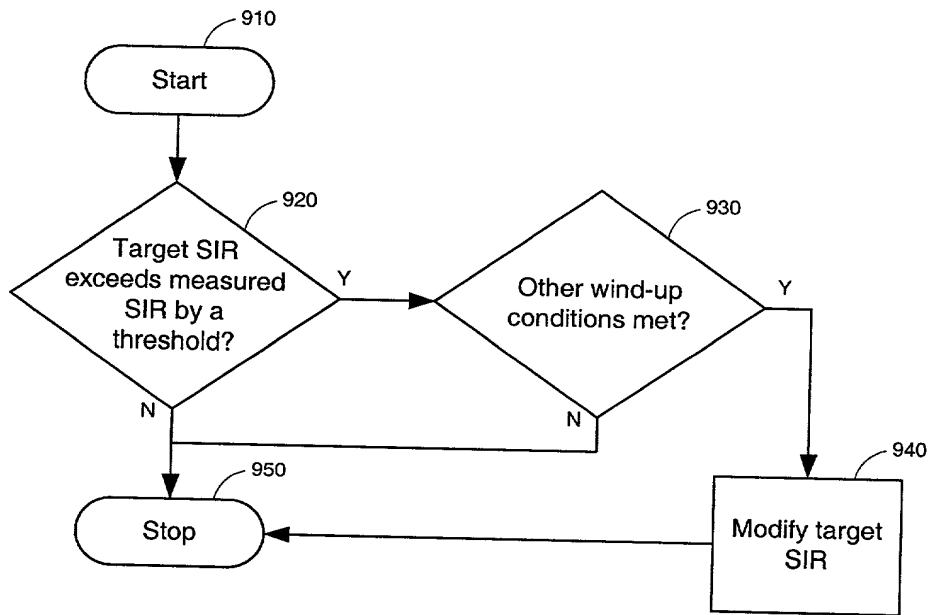 910
Start
920
Target SIR
exceeds measured
SIR by a
threshold?
Y
N
930
Other wind-up
conditions met?
Y
N
940
Modify target
SIR
950
Stop